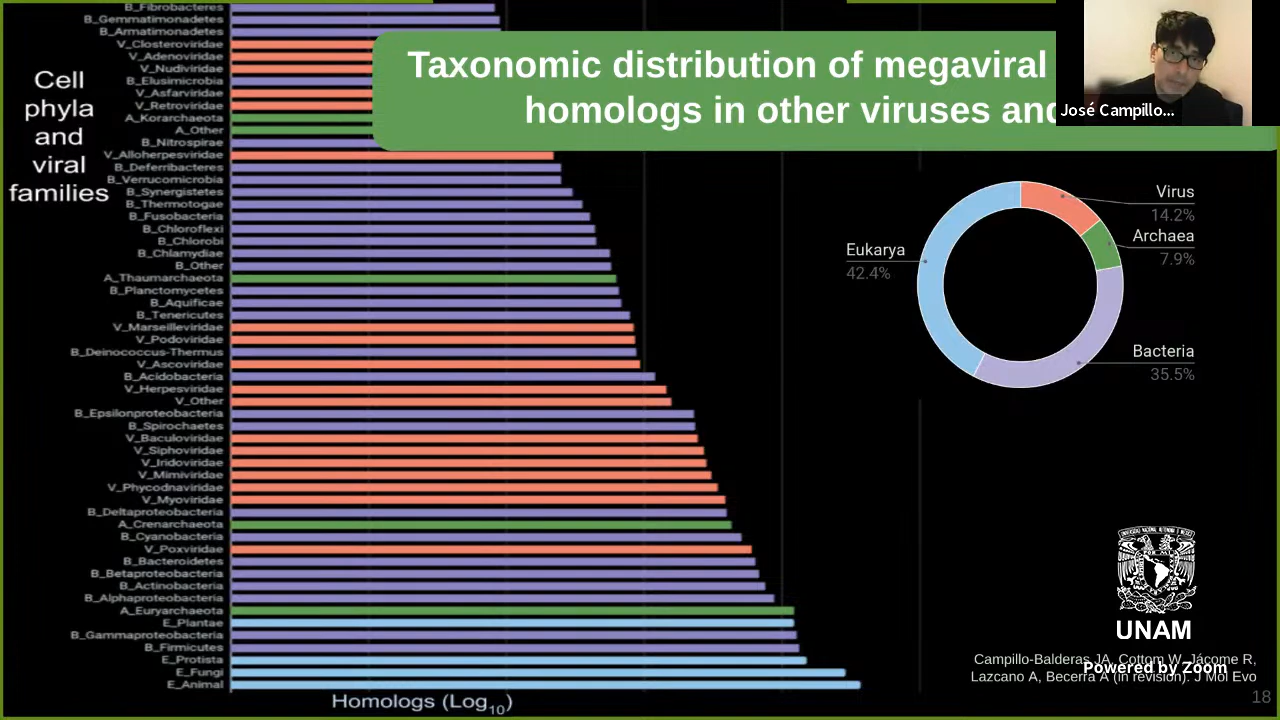 Taxonomic distribution of megaviral
homologs in other viruses and
José Campillo...
Cell
phyla
and
viral
families
B_Fibrobacteres
B_Gemmatimonadetes
B_Armatimonadetes
V_Closteroviridae
V_Adenoviridae
V_Nudiviridae
B_Elusimicrobia
V_Asfarviridae
V_Retroviridae
A_Korarchaeota
A_Other
B_Nitrospirae
V_Alloherpesviridae
B_Deferribacteres
B_Verrucomicrobia
B_Synergistetes
B_Thermotogae
B_Fusobacteria
B_Chloroflexi
B_Chlorobi
B_Chlamydiae
B_Other
A_Thaumarchaeota
B_Planctomycetes
B_Aquificae
B_Tenericutes
V_Marseilleviridae
V_Podoviridae
B_Deinococcus-Thermus
V_Ascoviridae
B_Acidobacteria
V_Herpesviridae
V_Other
B_Epsilonproteobacteria
B_Spirochaetes
V_Baculoviridae
V_Siphoviridae
V_Iridoviridae
V_Mimiviridae
V_Phycodnaviridae
V_Myoviridae
B_Deltaproteobacteria
A_Crenarchaeota
B_Cyanobacteria
V_Poxviridae
B_Bacteroidetes
B_Betaproteobacteria
B_Actinobacteria
B_Alphaproteobacteria
A_Euryarchaeota
E_Plantae
B_Gammaproteobacteria
B_Firmicutes
E_Protista
E_Fungi
E_Animal
Homologs (Log10)
Virus
14.2%
Archaea
7.9%
Eukarya
42.4%
Bacteria
35.5%
UNAM
Campillo-Balderas JA, Cottom W, Jácome R,
Lazcano A, Becerra A (in revision). J Mol Evo
Powered by Zoom
18